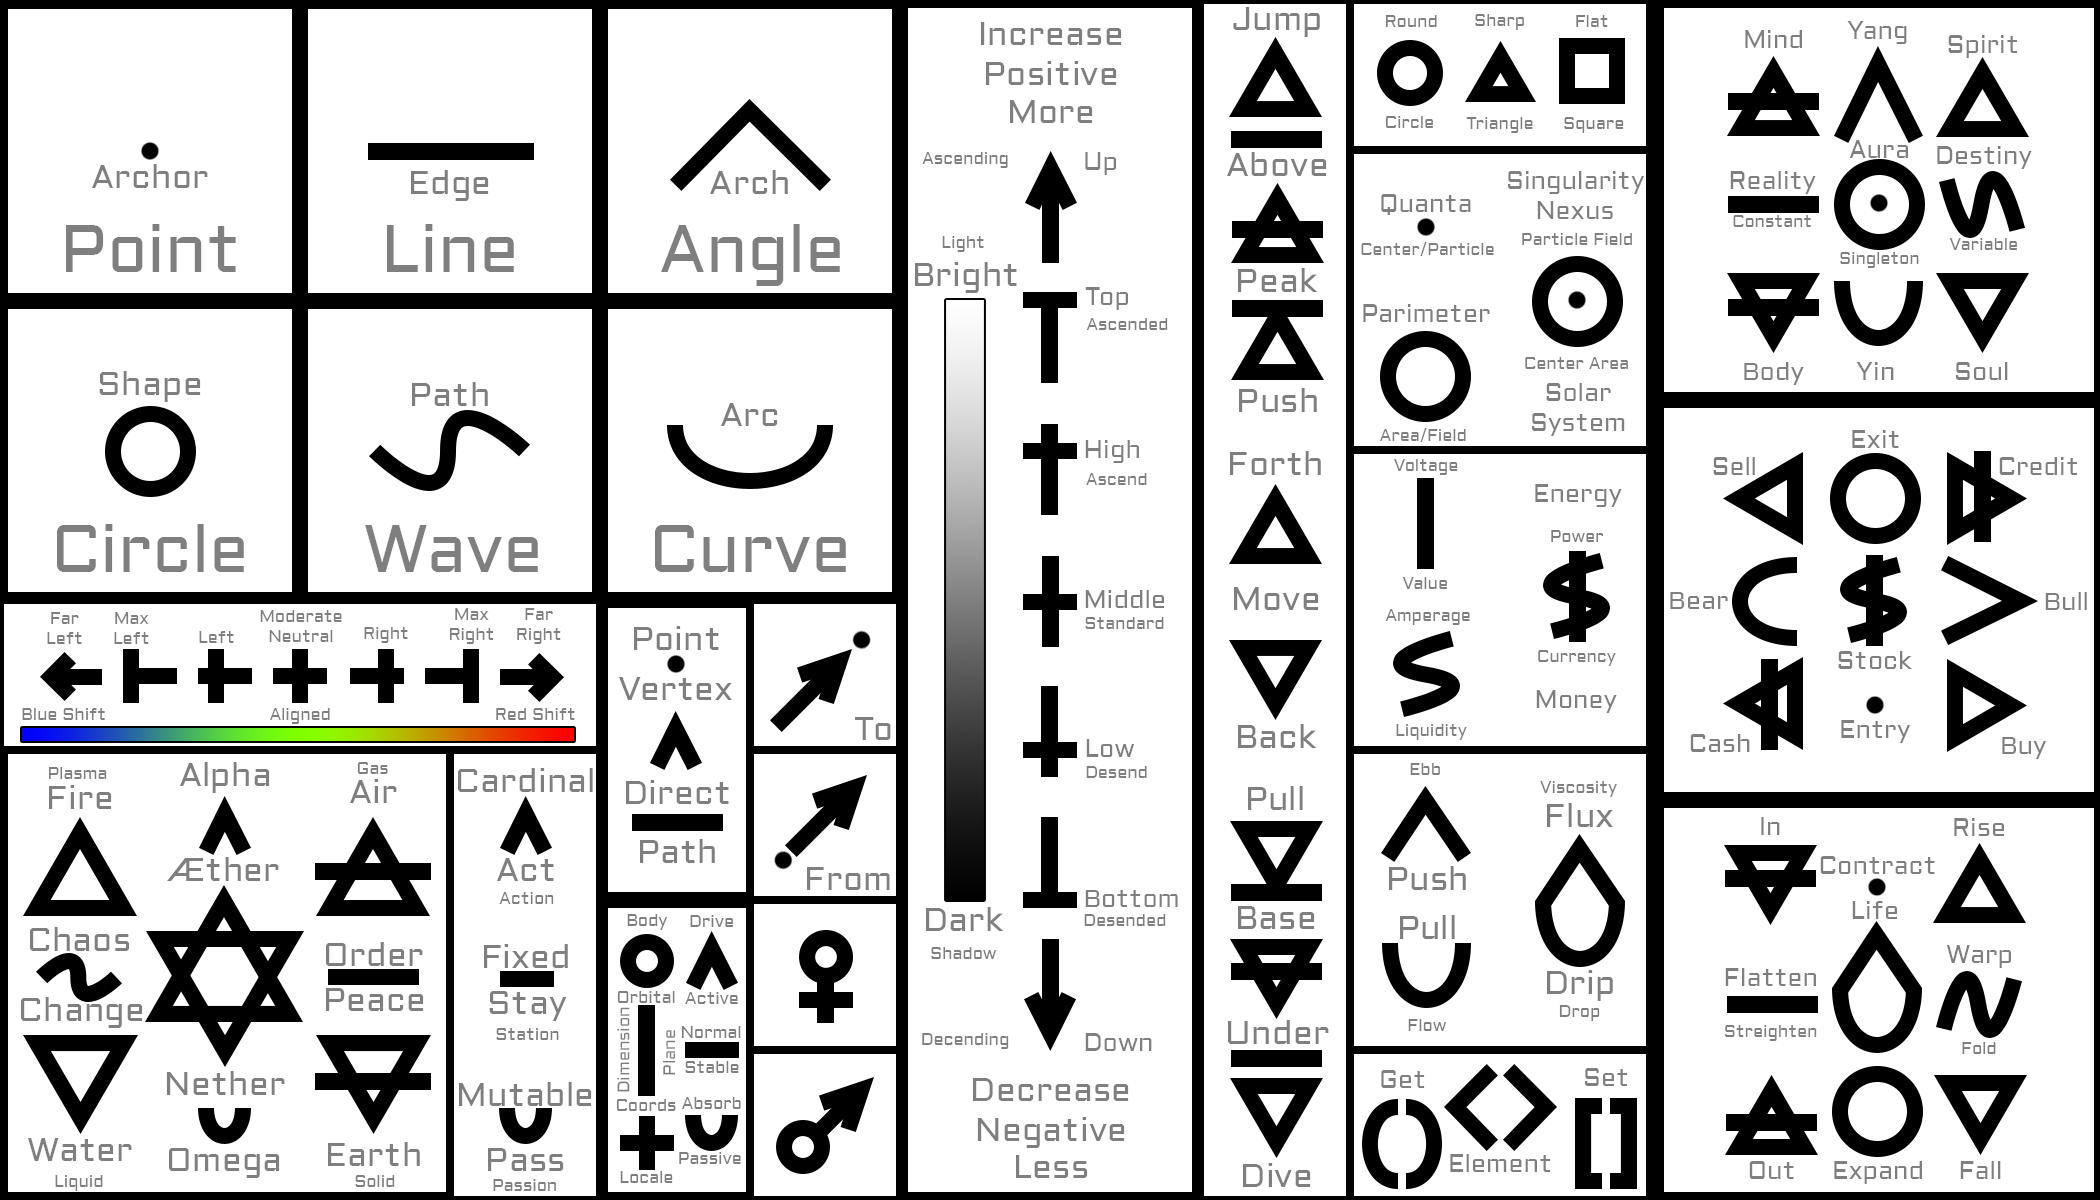 Archor
Point
Edge
Line
Arch
Angle
Shape
Circle
Path
Wave
Arc
Curve
Far
Left
Max
Left
Left
Moderate
Neutral
Right
Max
Right
Far
Right
Blue Shift
Aligned
Red Shift
Plasma
Fire
Alpha
Gas
Air
Æther
Chaos
Change
Order
Peace
Nether
Omega
Water
Liquid
Earth
Solid
Cardinal
Act
Action
Fixed
Stay
Station
Mutable
Pass
Passion
Point
Vertex
Direct
Path
Body
Drive
Orbital
Active
Dimension
Plane
Normal
Stable
Coords
Absorb
Locale
Passive
To
From
Increase
Positive
More
Ascending
Up
Light
Bright
Top
Ascended
High
Ascend
Middle
Standard
Low
Desend
Bottom
Desended
Dark
Shadow
Decending
Down
Decrease
Negative
Less
Jump
Above
Peak
Push
Forth
Move
Back
Pull
Base
Under
Dive
Round
Sharp
Flat
Circle
Triangle
Square
Quanta
Center/Particle
Singularity
Nexus
Particle Field
Parimeter
Area/Field
Center Area
Solar
System
Voltage
Value
Energy
Power
Amperage
Liquidity
Currency
Money
Ebb
Push
Pull
Flow
Viscosity
Flux
Drip
Drop
Get
Element
Set
Mind
Yang
Spirit
Aura
Destiny
Reality
Constant
Singleton
Variable
Body
Yin
Soul
Sell
Exit
Credit
Bear
Bull
Stock
Cash
Entry
Buy
In
Contract
Life
Rise
Flatten
Streighten
Warp
Fold
Out
Expand
Fall